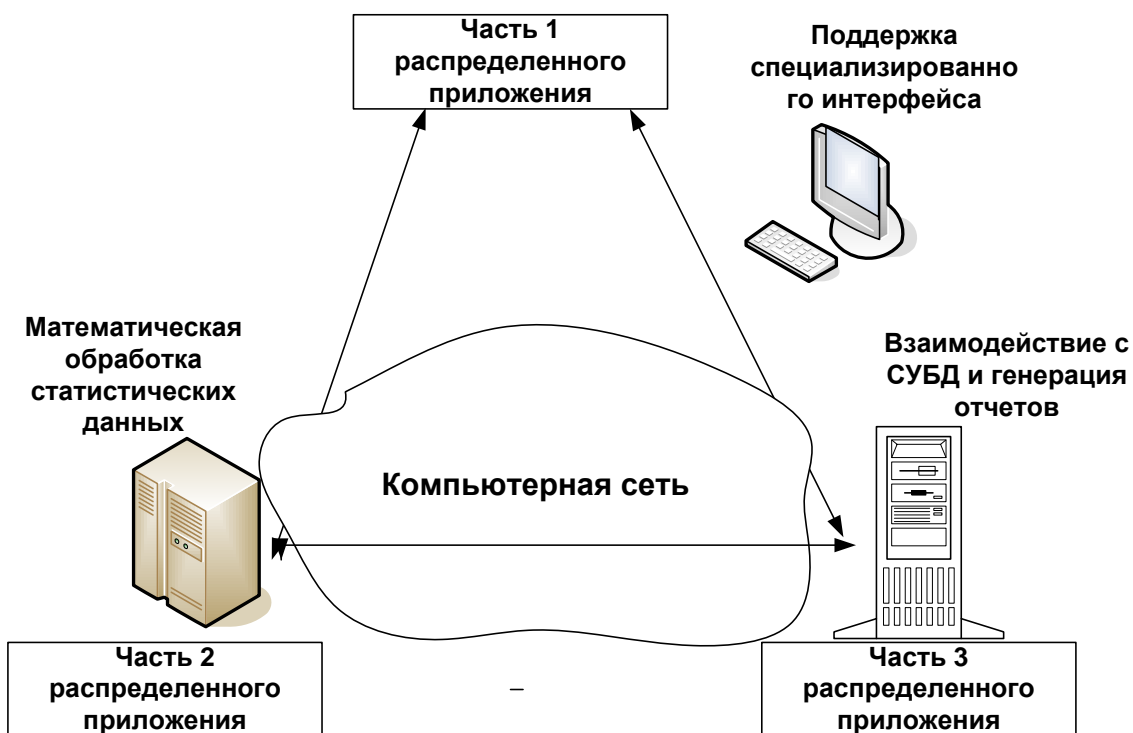 Часть 1
распределенного
приложения
Поддержка
специализированно
го интерфейса
Математическая
обработка
статистических
данных
Взаимодействие с
СУБД и генерация
отчетов
Компьютерная сеть
Часть 2
распределенного
приложения
–
Часть 3
распределенного
приложения